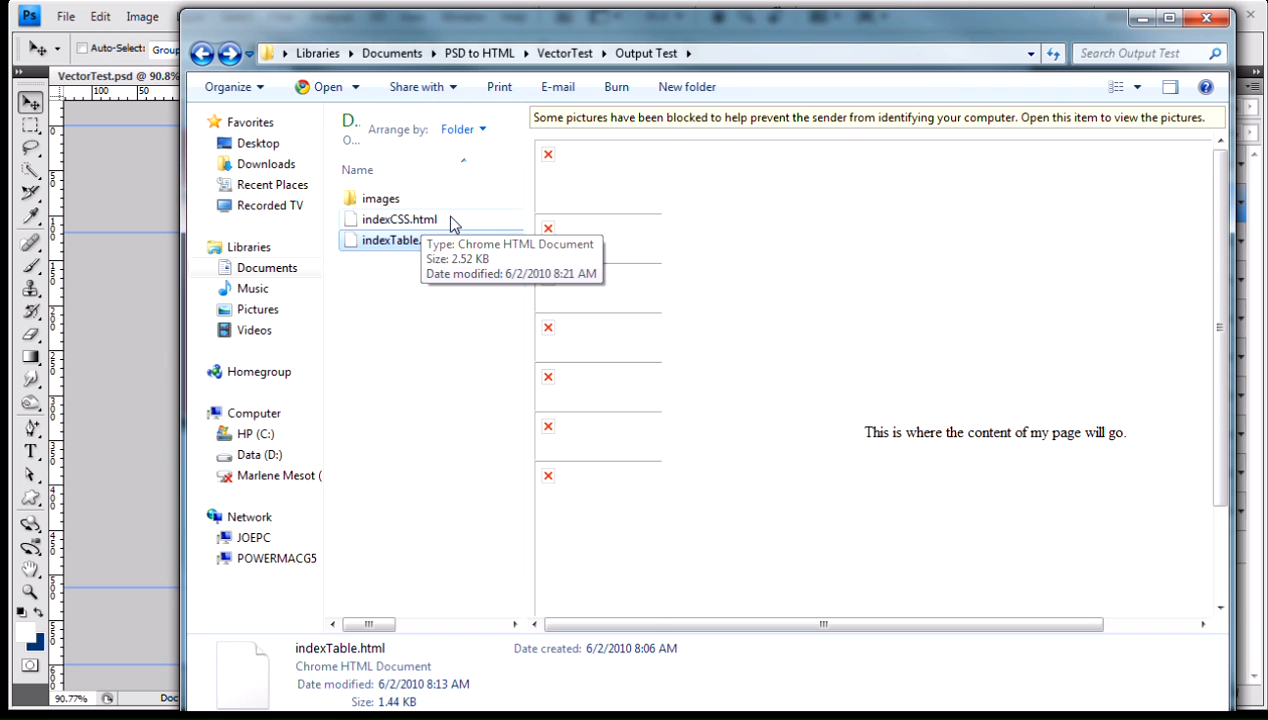 Ps File Edit Image
Auto-Select: Group
VectorTest.psd @ 90.8%
100 50
Libraries Documents PSD to HTML VectorTest Output Test
Search Output Test
Organize Open Share with Print E-mail Burn New folder
Some pictures have been blocked to help prevent the sender from identifying your computer. Open this item to view the pictures.
D..
O...
Arrange by: Folder
Name
images
indexCSS.html
indexTable.
Type: Chrome HTML Document
Size: 2.52 KB
Date modified: 6/2/2010 8:21 AM
Favorites
Desktop
Downloads
Recent Places
Recorded TV
Libraries
Documents
Music
Pictures
Videos
Homegroup
Computer
HP (C:)
Data (D:)
Marlene Mesot (
Network
JOEPC
POWERMACG5
This is where the content of my page will go.
indexTable.html
Date created: 6/2/2010 8:06 AM
Chrome HTML Document
Date modified: 6/2/2010 8:13 AM
Size: 1.44 KB
90.77% Doc